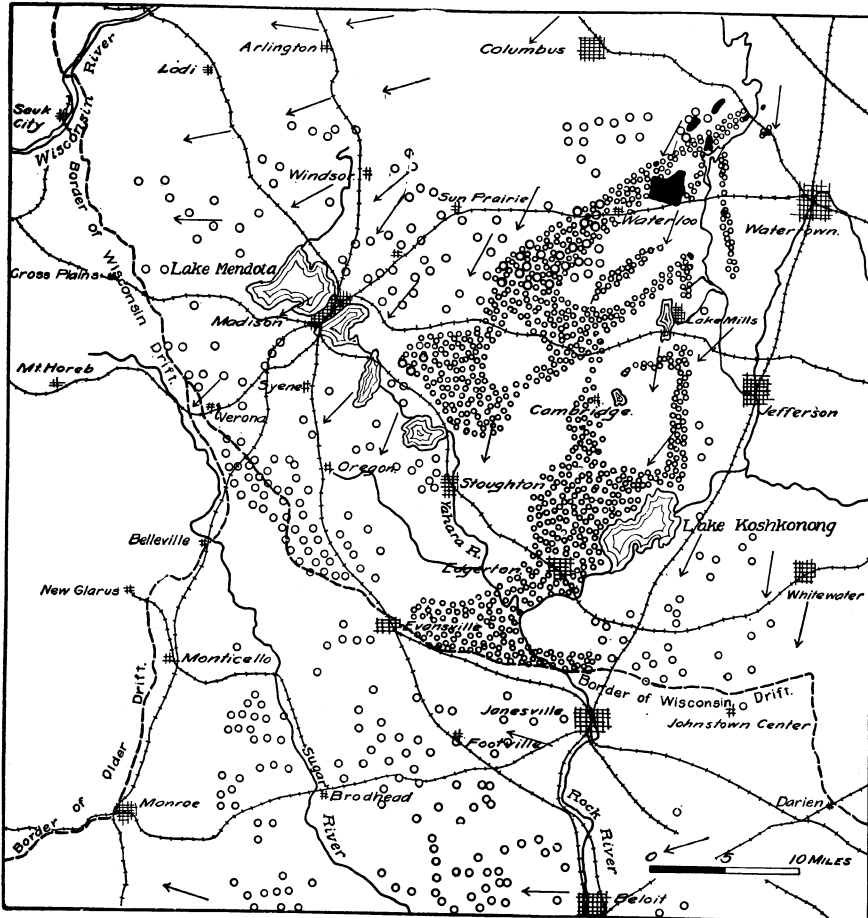 Arlington
Columbus
Lodi
River
Sauk
City
Wisconsin
Windsor
Border of Wisconsin Drift.
Sun Prairie
Waterloo
Watertown.
Cross Plains
Lake Mendota
Madison
Lake Mills
Mt. Horeb
Syene
Verona
Cambridge.
Jefferson
Oregon
Stoughton
Yahara R.
Lake Koshkonong
Belleville
Edgerton
New Glarus
Whitewater
Evansville
Monticello
Border of Wisconsin Drift.
Janesville
Johnstown Center
Footville
Sugar
River
Brodhead
Monroe
Border of Older Drift.
Rock
River
Darien
0 5 10 MILES
Beloit